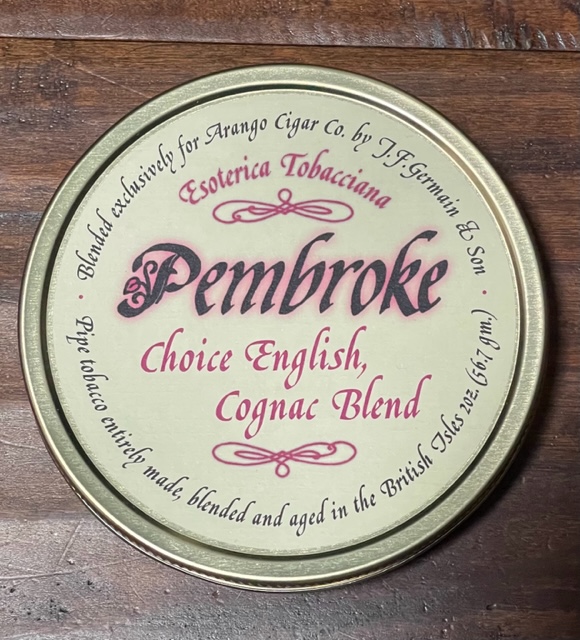 Blended exclusively for Arango Cigar Co. by J.F.Germain & Son
Esoterica Tobacciana
Pembroke
Choice English,
Cognac Blend
Pipe tobacco entirely made, blended and aged in the British Isles 2oz.(56.7 gm.)